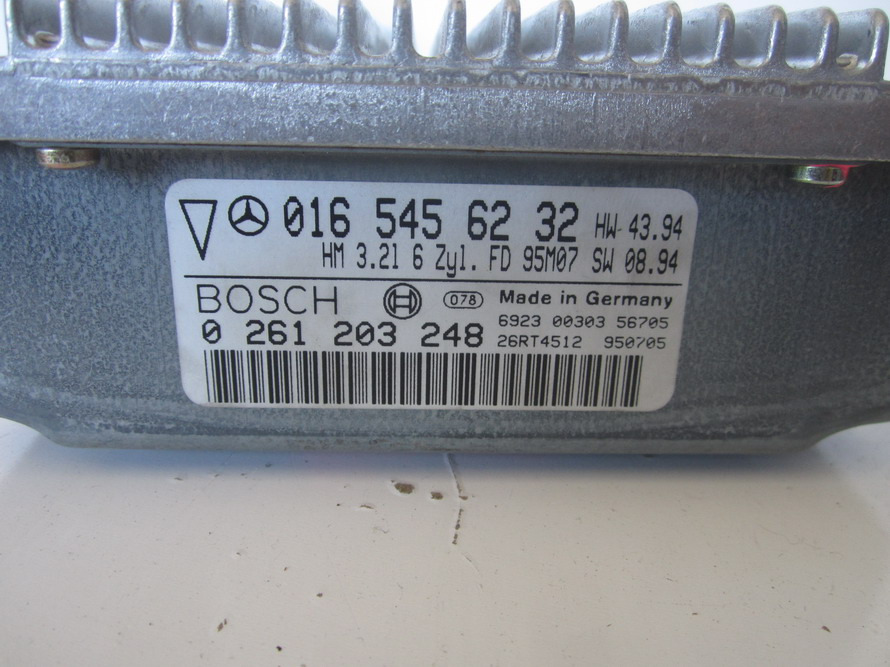 016 545 62 32 HW 43.94
HM 3.2l 6 Zyl. FD 95M07 SW 08.94
BOSCH 078 Made in Germany
6923 00303 56705
0 261 203 248 26RT4512 950705